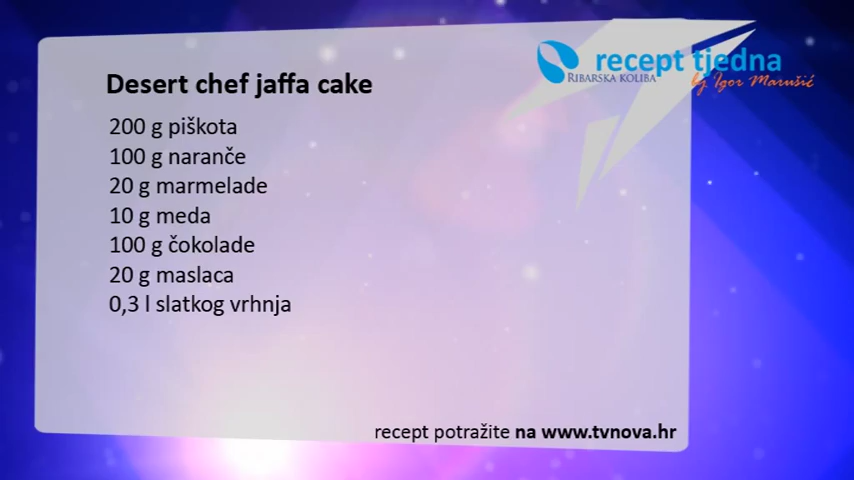 recept tjedna
RIBARSKA KOLIBA
by Igor Marušić
Desert chef jaffa cake
200 g piškota
100 g naranče
20 g marmelade
10 g meda
100 g čokolade
20 g maslaca
0,3 l slatkog vrhnja
recept potražite na www.tvnova.hr